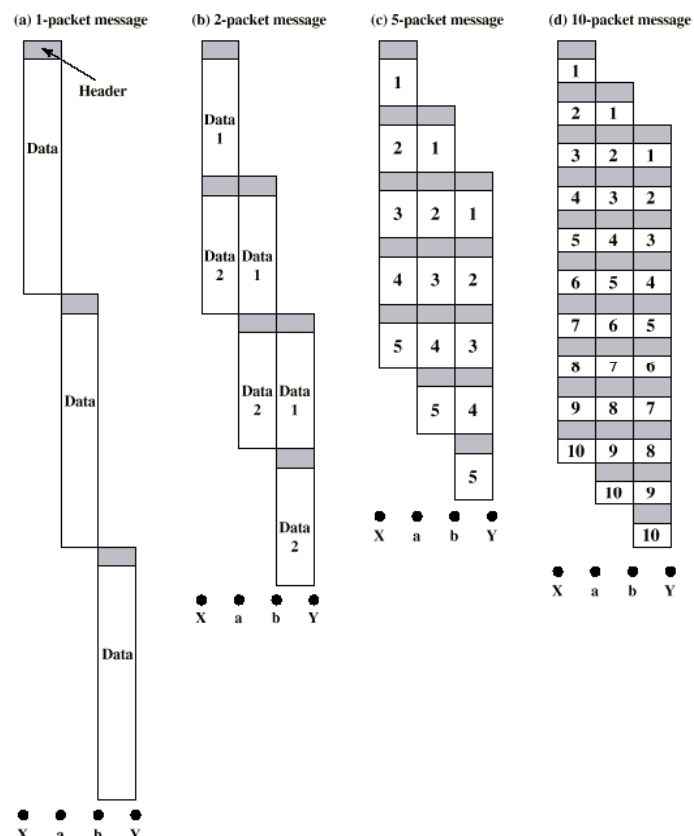 (a) 1-packet message
Header
Data
Data
Data
X a b Y
(b) 2-packet message
Data
1
Data Data
2 1
Data Data
2 1
Data
2
X a b Y
(c) 5-packet message
1
2 1
3 2 1
4 3 2
5 4 3
5 4
5
X a b Y
(d) 10-packet message
1
2 1
3 2 1
4 3 2
5 4 3
6 5 4
7 6 5
8 7 6
9 8 7
10 9 8
10 9
10
X a b Y